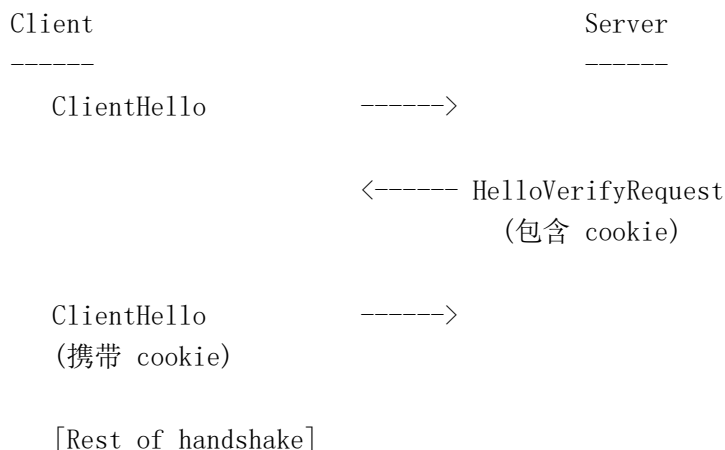 Client Server
------ ------
ClientHello ------>
<------ HelloVerifyRequest
(包含 cookie)
ClientHello ------>
(携带 cookie)
[Rest of handshake]